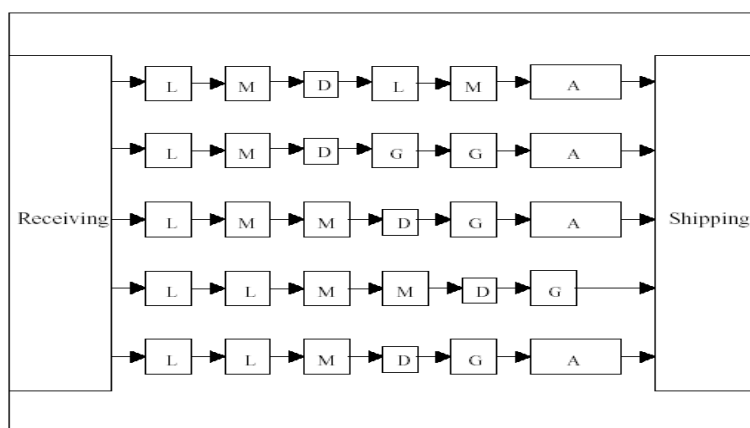 L M D L M A
L M D G G A
Receiving L M M D G A Shipping
L L M M D G
L L M D G A